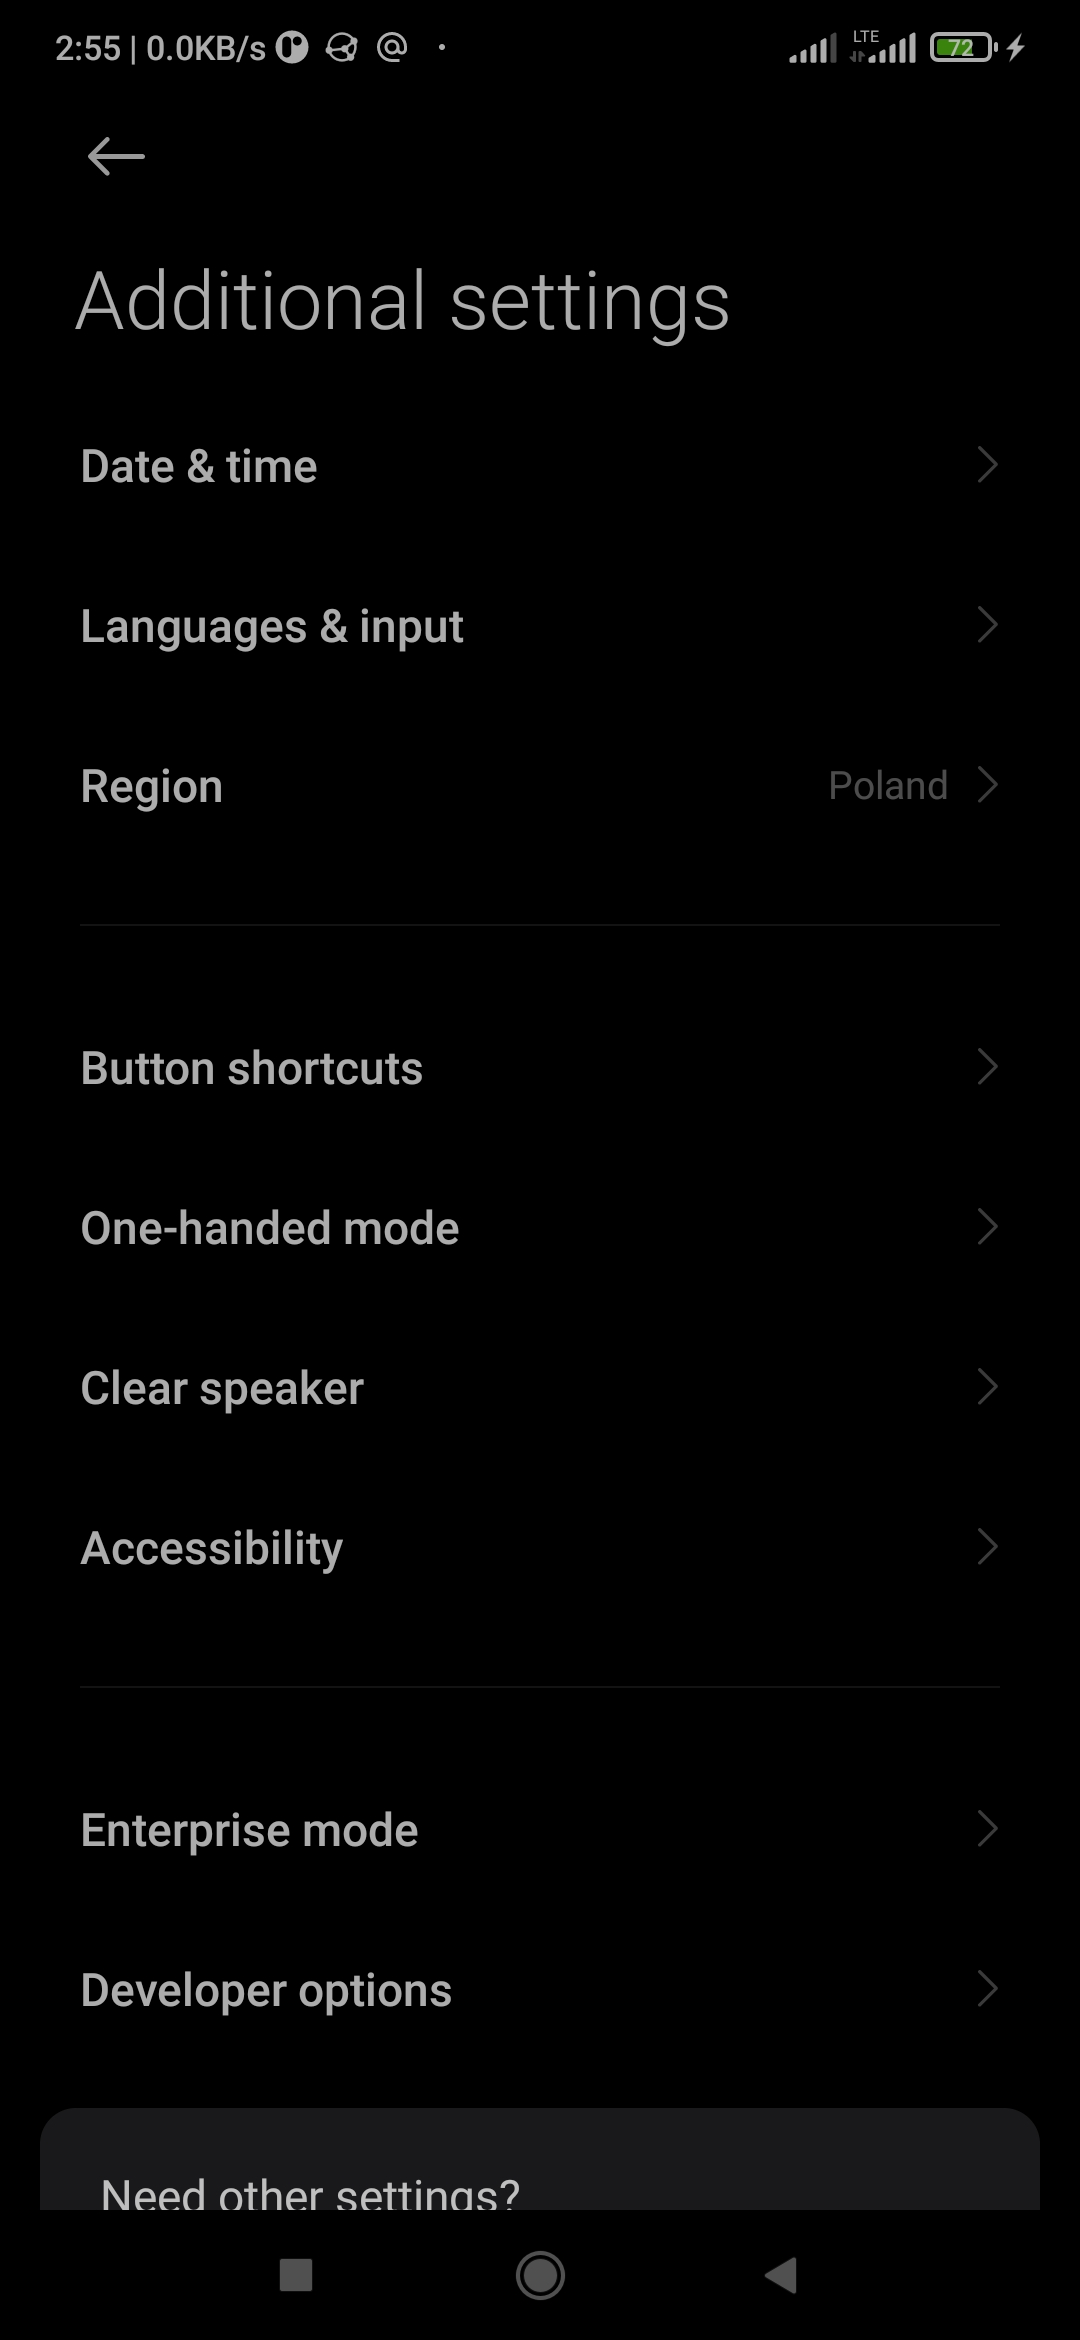 2:55 | 0.0KB/s
LTE
72
Additional settings
Date & time
Languages & input
Region
Poland
Button shortcuts
One-handed mode
Clear speaker
Accessibility
Enterprise mode
Developer options
Need other settings?